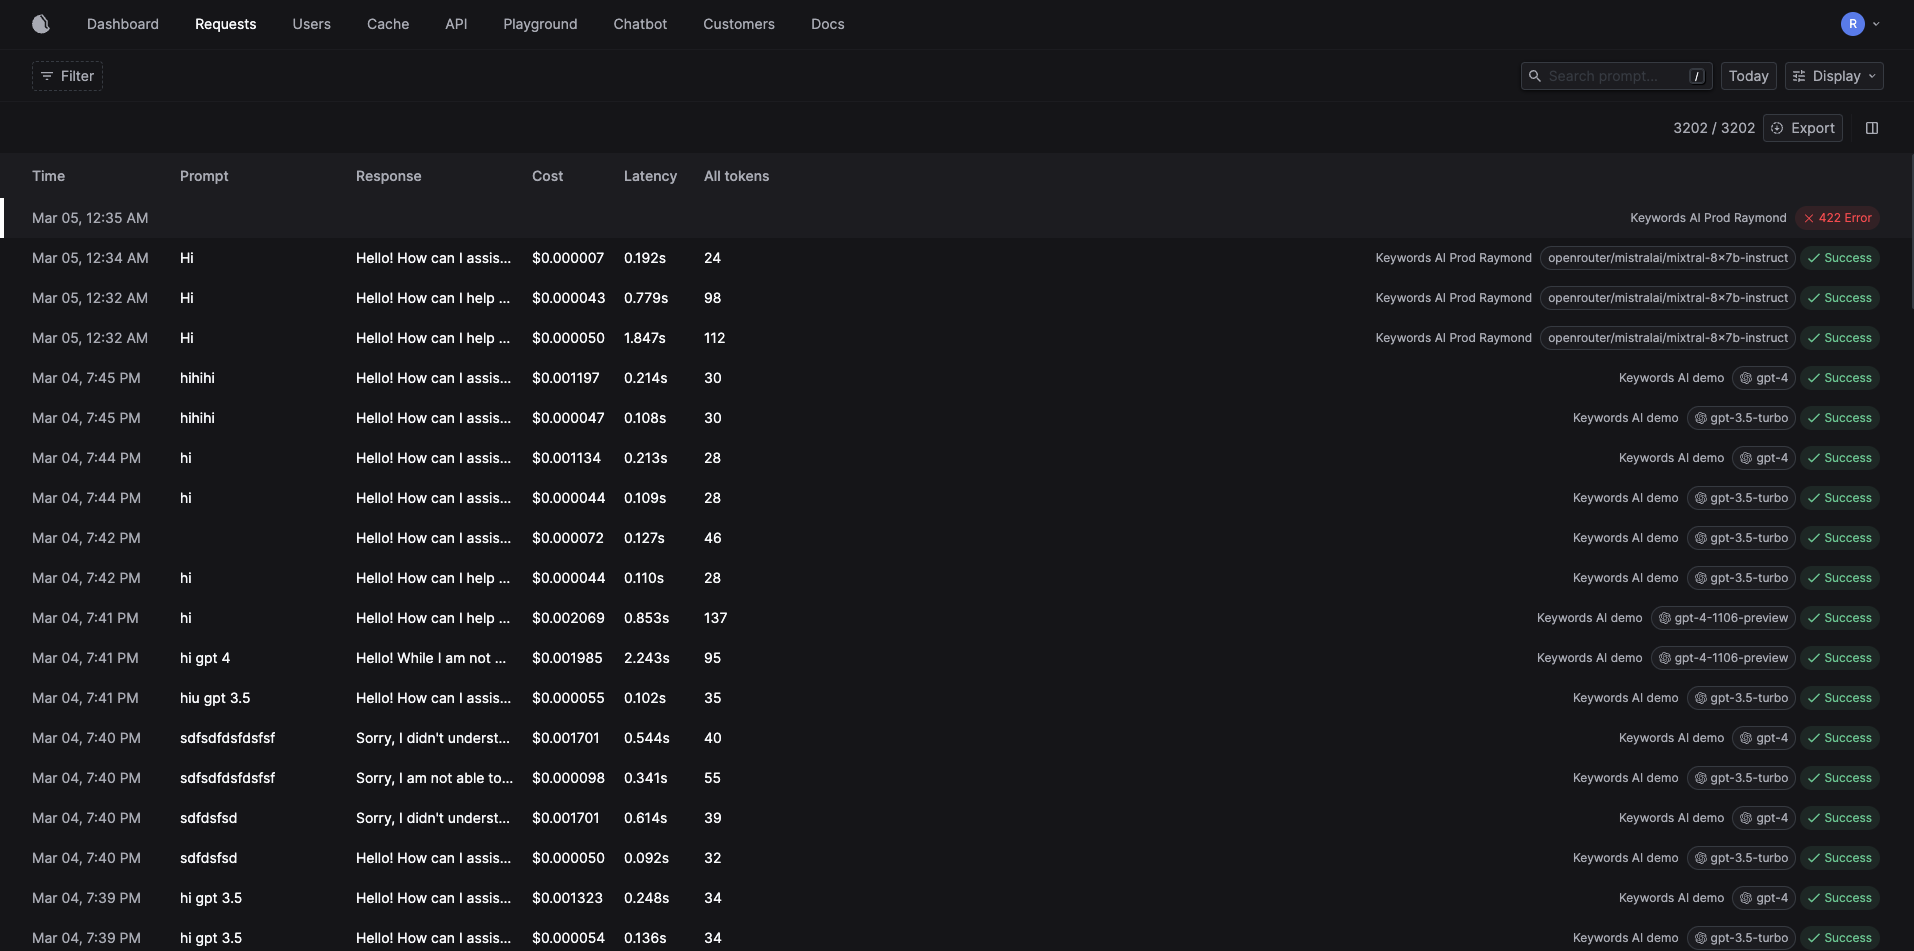 Dashboard Requests Users Cache API Playground Chatbot Customers Docs R
Filter Search prompt... / Today Display
3202 / 3202 Export
Time Prompt Response Cost Latency All tokens
Mar 05, 12:35 AM Keywords AI Prod Raymond 422 Error
Mar 05, 12:34 AM Hi Hello! How can I assis... $0.000007 0.192s 24 Keywords AI Prod Raymond openrouter/mistralai/mixtral-8x7b-instruct Success
Mar 05, 12:32 AM Hi Hello! How can I help ... $0.000043 0.779s 98 Keywords AI Prod Raymond openrouter/mistralai/mixtral-8x7b-instruct Success
Mar 05, 12:32 AM Hi Hello! How can I help ... $0.000050 1.847s 112 Keywords AI Prod Raymond openrouter/mistralai/mixtral-8x7b-instruct Success
Mar 04, 7:45 PM hihihi Hello! How can I assis... $0.001197 0.214s 30 Keywords AI demo gpt-4 Success
Mar 04, 7:45 PM hihihi Hello! How can I assis... $0.000047 0.108s 30 Keywords AI demo gpt-3.5-turbo Success
Mar 04, 7:44 PM hi Hello! How can I assis... $0.001134 0.213s 28 Keywords AI demo gpt-4 Success
Mar 04, 7:44 PM hi Hello! How can I assis... $0.000044 0.109s 28 Keywords AI demo gpt-3.5-turbo Success
Mar 04, 7:42 PM Hello! How can I assis... $0.000072 0.127s 46 Keywords AI demo gpt-3.5-turbo Success
Mar 04, 7:42 PM hi Hello! How can I help ... $0.000044 0.110s 28 Keywords AI demo gpt-3.5-turbo Success
Mar 04, 7:41 PM hi Hello! How can I help ... $0.002069 0.853s 137 Keywords AI demo gpt-4-1106-preview Success
Mar 04, 7:41 PM hi gpt 4 Hello! While I am not ... $0.001985 2.243s 95 Keywords AI demo gpt-4-1106-preview Success
Mar 04, 7:41 PM hiu gpt 3.5 Hello! How can I assis... $0.000055 0.102s 35 Keywords AI demo gpt-3.5-turbo Success
Mar 04, 7:40 PM sdfsdfdsfdsfsf Sorry, I didn't underst... $0.001701 0.544s 40 Keywords AI demo gpt-4 Success
Mar 04, 7:40 PM sdfsdfdsfdsfsf Sorry, I am not able to... $0.000098 0.341s 55 Keywords AI demo gpt-3.5-turbo Success
Mar 04, 7:40 PM sdfdsfsd Sorry, I didn't underst... $0.001701 0.614s 39 Keywords AI demo gpt-4 Success
Mar 04, 7:40 PM sdfdsfsd Hello! How can I assis... $0.000050 0.092s 32 Keywords AI demo gpt-3.5-turbo Success
Mar 04, 7:39 PM hi gpt 3.5 Hello! How can I assis... $0.001323 0.248s 34 Keywords AI demo gpt-4 Success
Mar 04, 7:39 PM hi gpt 3.5 Hello! How can I assis... $0.000054 0.136s 34 Keywords AI demo gpt-3.5-turbo Success